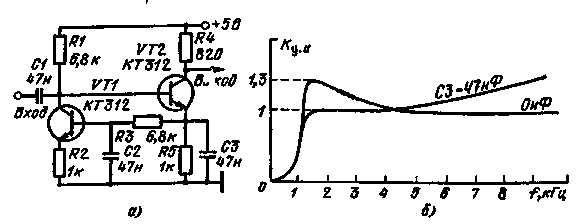 +5В
R1
6,8к
C1
47н
Вход
VT1
КТ312
VT2
КТ312
R4
820
Выход
R2
1к
R3
6,8к
C2
47н
R5
1к
C3
47н
а)
Kу.н
1,3
1
0
C3=47нФ
0нФ
1 2 3 4 5 6 7 8 f,кГц
б)